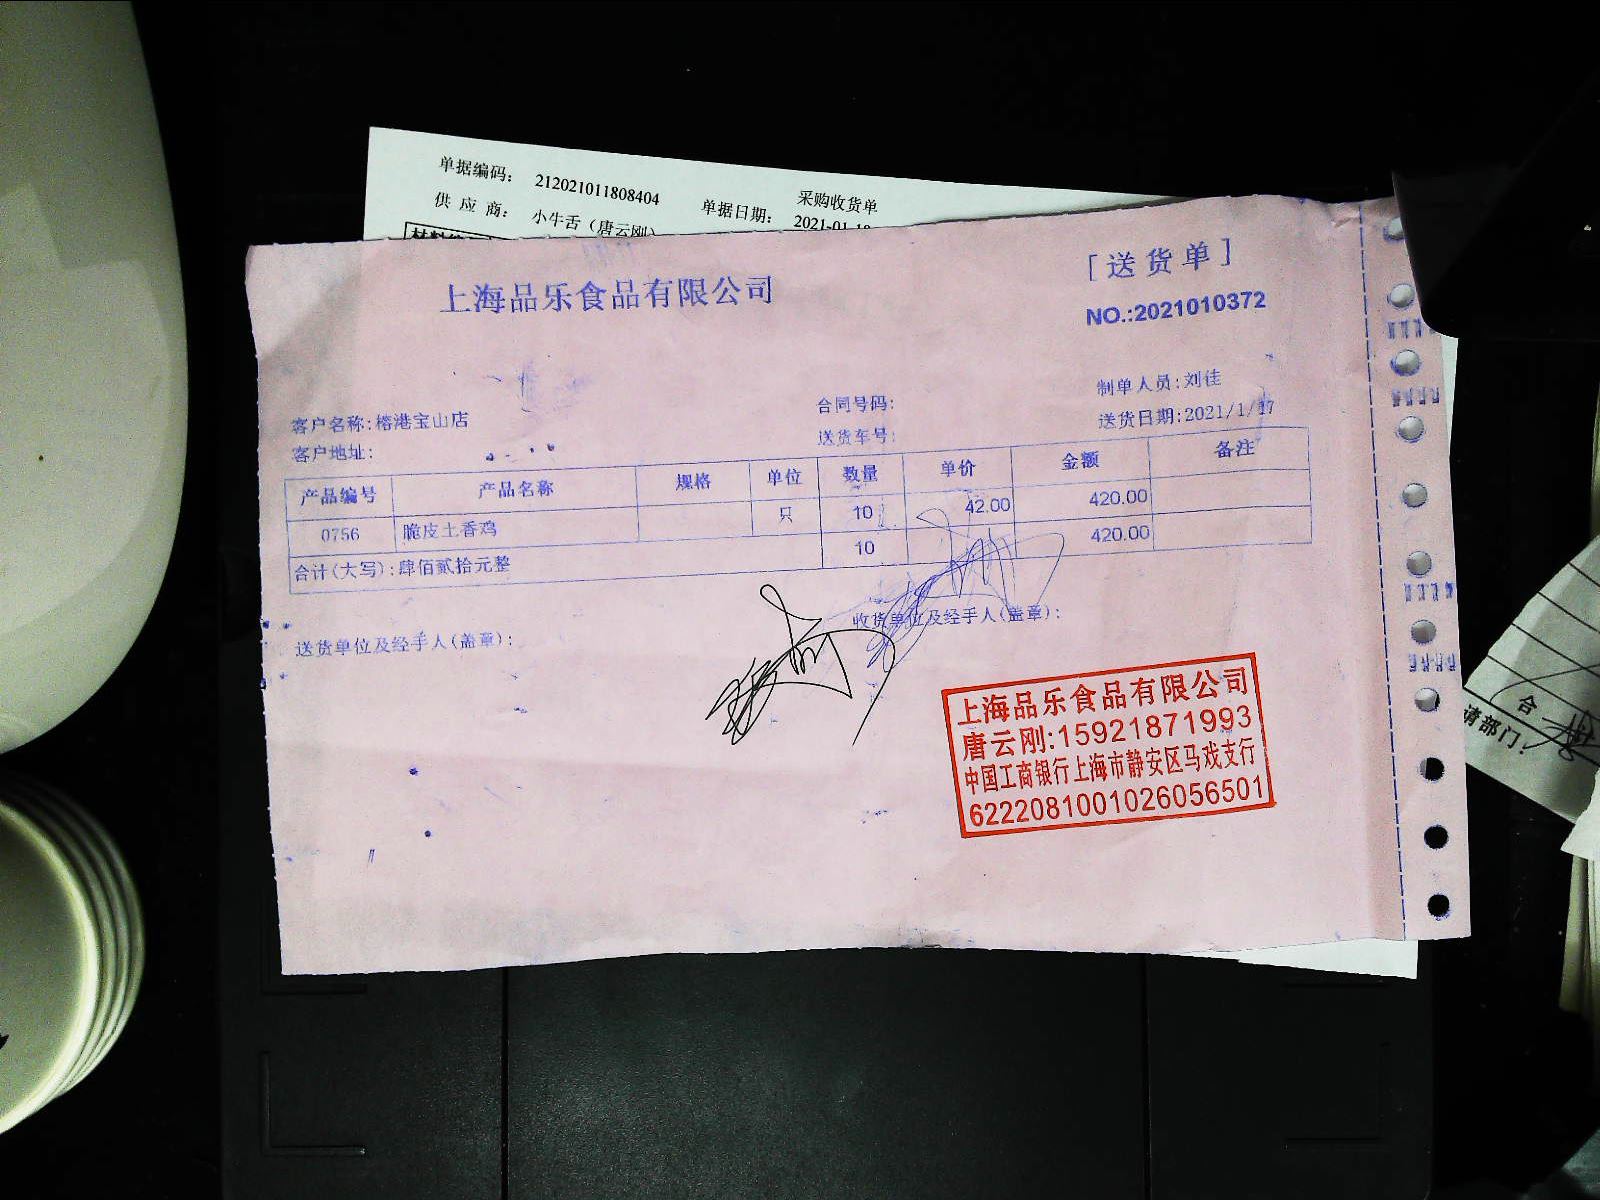 采购收货单
单据编码： 212021011808404
单据日期： 2021-01-18
供 应 商： 小牛舌（唐云刚）
上海品乐食品有限公司
[送货单]
NO.:2021010372
制单人员:刘佳
客户名称:榕港宝山店 合同号码: 送货日期:2021/1/17
客户地址: 送货车号:
产品编号 产品名称 规格 单位 数量 单价 金额 备注
0756 脆皮土香鸡 只 10 42.00 420.00
合计(大写):肆佰贰拾元整 10 420.00
送货单位及经手人(盖章): 收货单位及经手人(盖章):
上海品乐食品有限公司
唐云刚:15921871993
中国工商银行上海市静安区马戏支行
6222081001026056501
合
请部门：